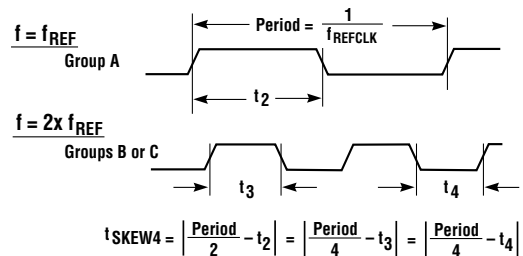 Period = 1 / fREFCLK
f = fREF
Group A
t2
f = 2x fREF
Groups B or C
t3
t4
tSKEW4 = | Period / 2 – t2 | = | Period / 4 – t3 | = | Period / 4 – t4 |